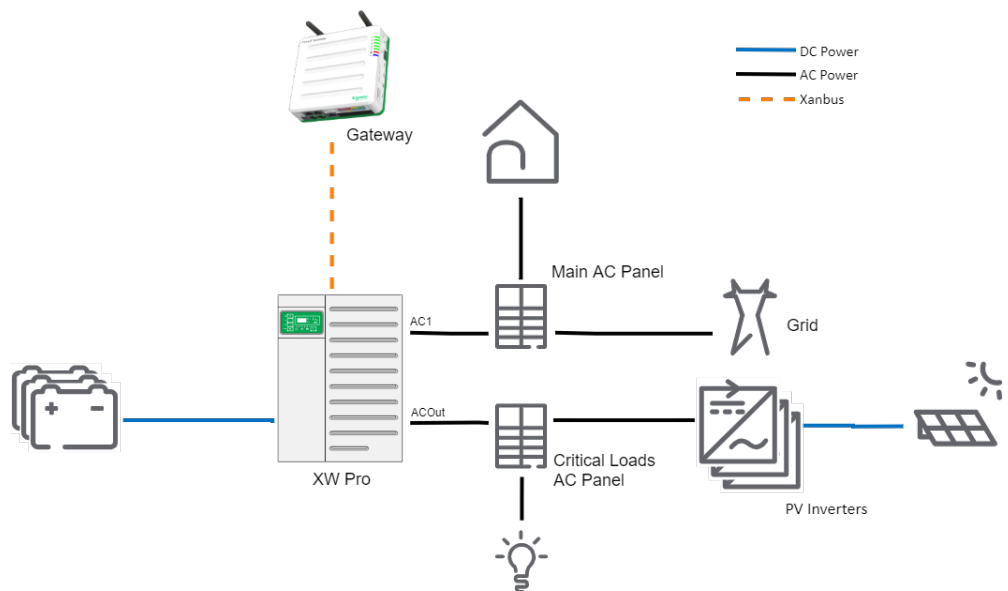 DC Power
AC Power
Xanbus
Gateway
Main AC Panel
AC1
Grid
ACOut
Critical Loads
AC Panel
XW Pro
PV Inverters